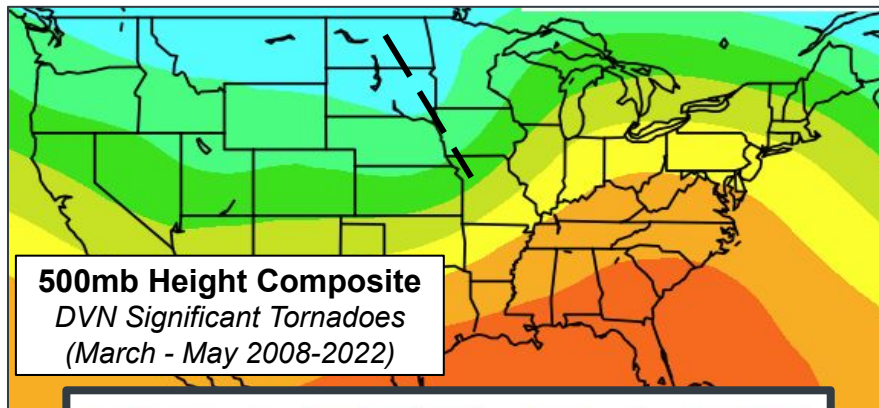 500mb Height Composite
DVN Significant Tornadoes
(March - May 2008-2022)